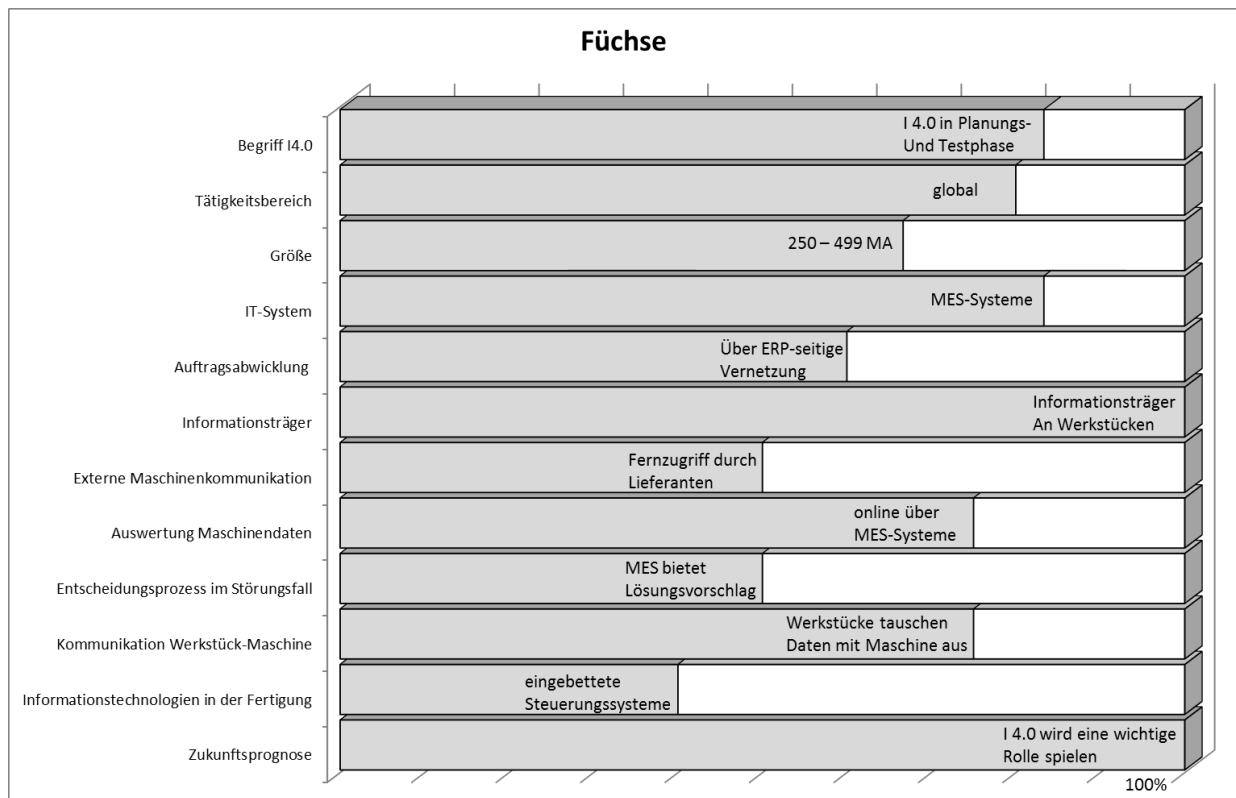 Füchse
Begriff I4.0
I 4.0 in Planungs-
Und Testphase
Tätigkeitsbereich
global
Größe
250 – 499 MA
IT-System
MES-Systeme
Auftragsabwicklung
Über ERP-seitige
Vernetzung
Informationsträger
Informationsträger
An Werkstücken
Externe Maschinenkommunikation
Fernzugriff durch
Lieferanten
Auswertung Maschinendaten
online über
MES-Systeme
Entscheidungsprozess im Störungsfall
MES bietet
Lösungsvorschlag
Kommunikation Werkstück-Maschine
Werkstücke tauschen
Daten mit Maschine aus
Informationstechnologien in der Fertigung
eingebettete
Steuerungssysteme
Zukunftsprognose
I 4.0 wird eine wichtige
Rolle spielen
100%